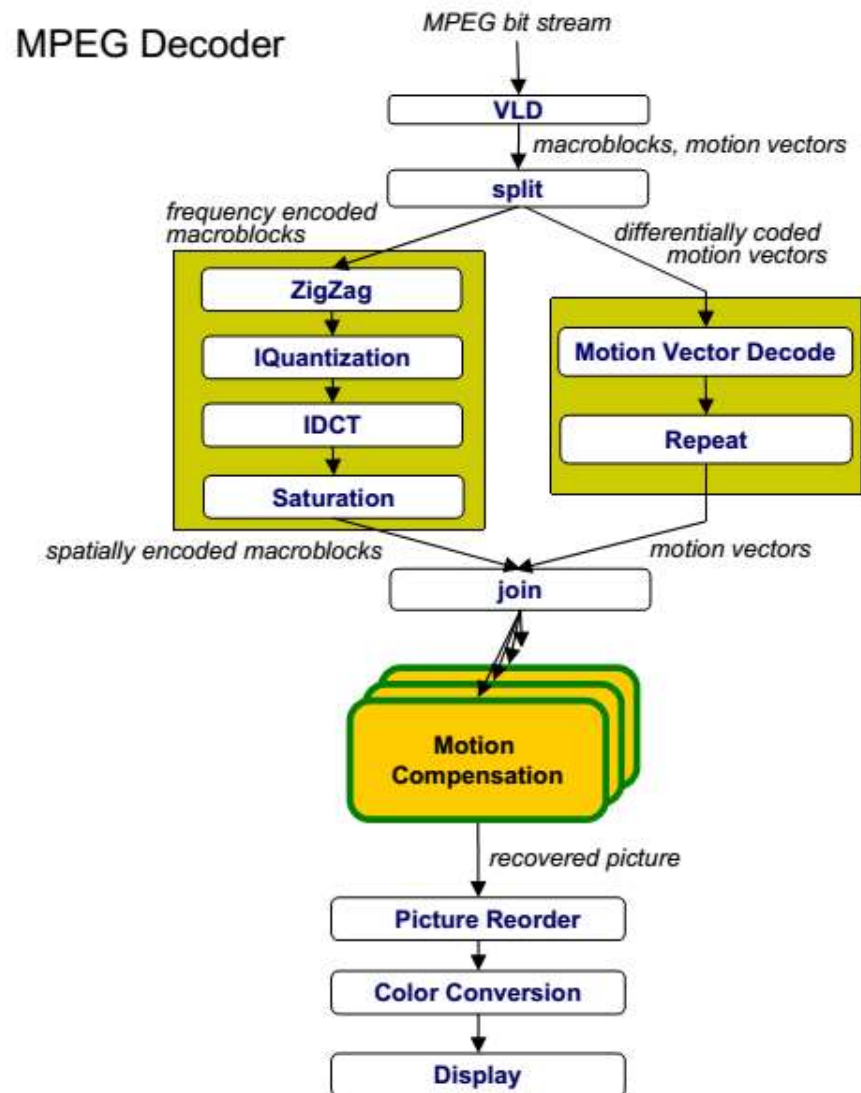 MPEG Decoder
MPEG bit stream
VLD
macroblocks, motion vectors
split
frequency encoded
macroblocks
differentially coded
motion vectors
ZigZag
IQuantization
IDCT
Saturation
Motion Vector Decode
Repeat
spatially encoded macroblocks
motion vectors
join
Motion
Compensation
recovered picture
Picture Reorder
Color Conversion
Display